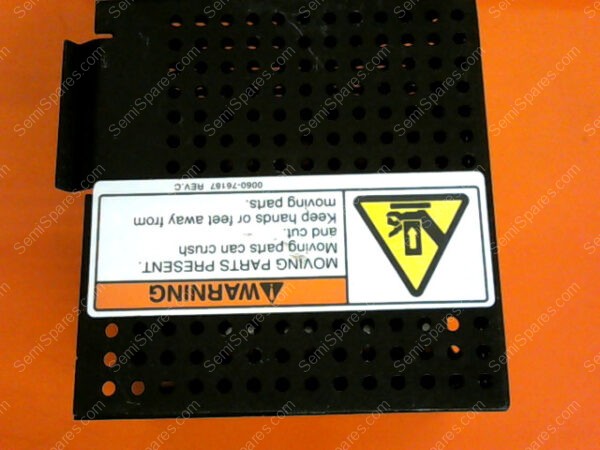 WARNING
MOVING PARTS PRESENT.
Moving parts can crush
and cut.
Keep hands or feet away from
moving parts.
0060-76187 REV.C
SemiSpares.com